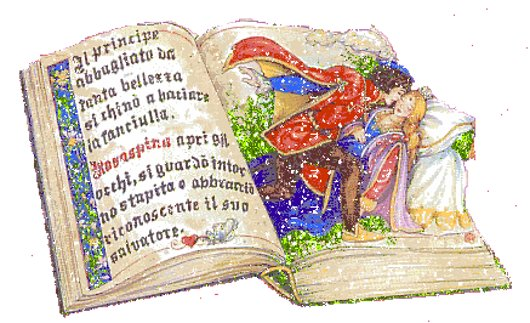 Il Principe
abbagliato da
tanta bellezza
si chinò a baciare
la fanciulla.
Rosaspina aprì gli
occhi, si guardò intor
no stupita e abbracciò
riconoscente il suo
salvatore.